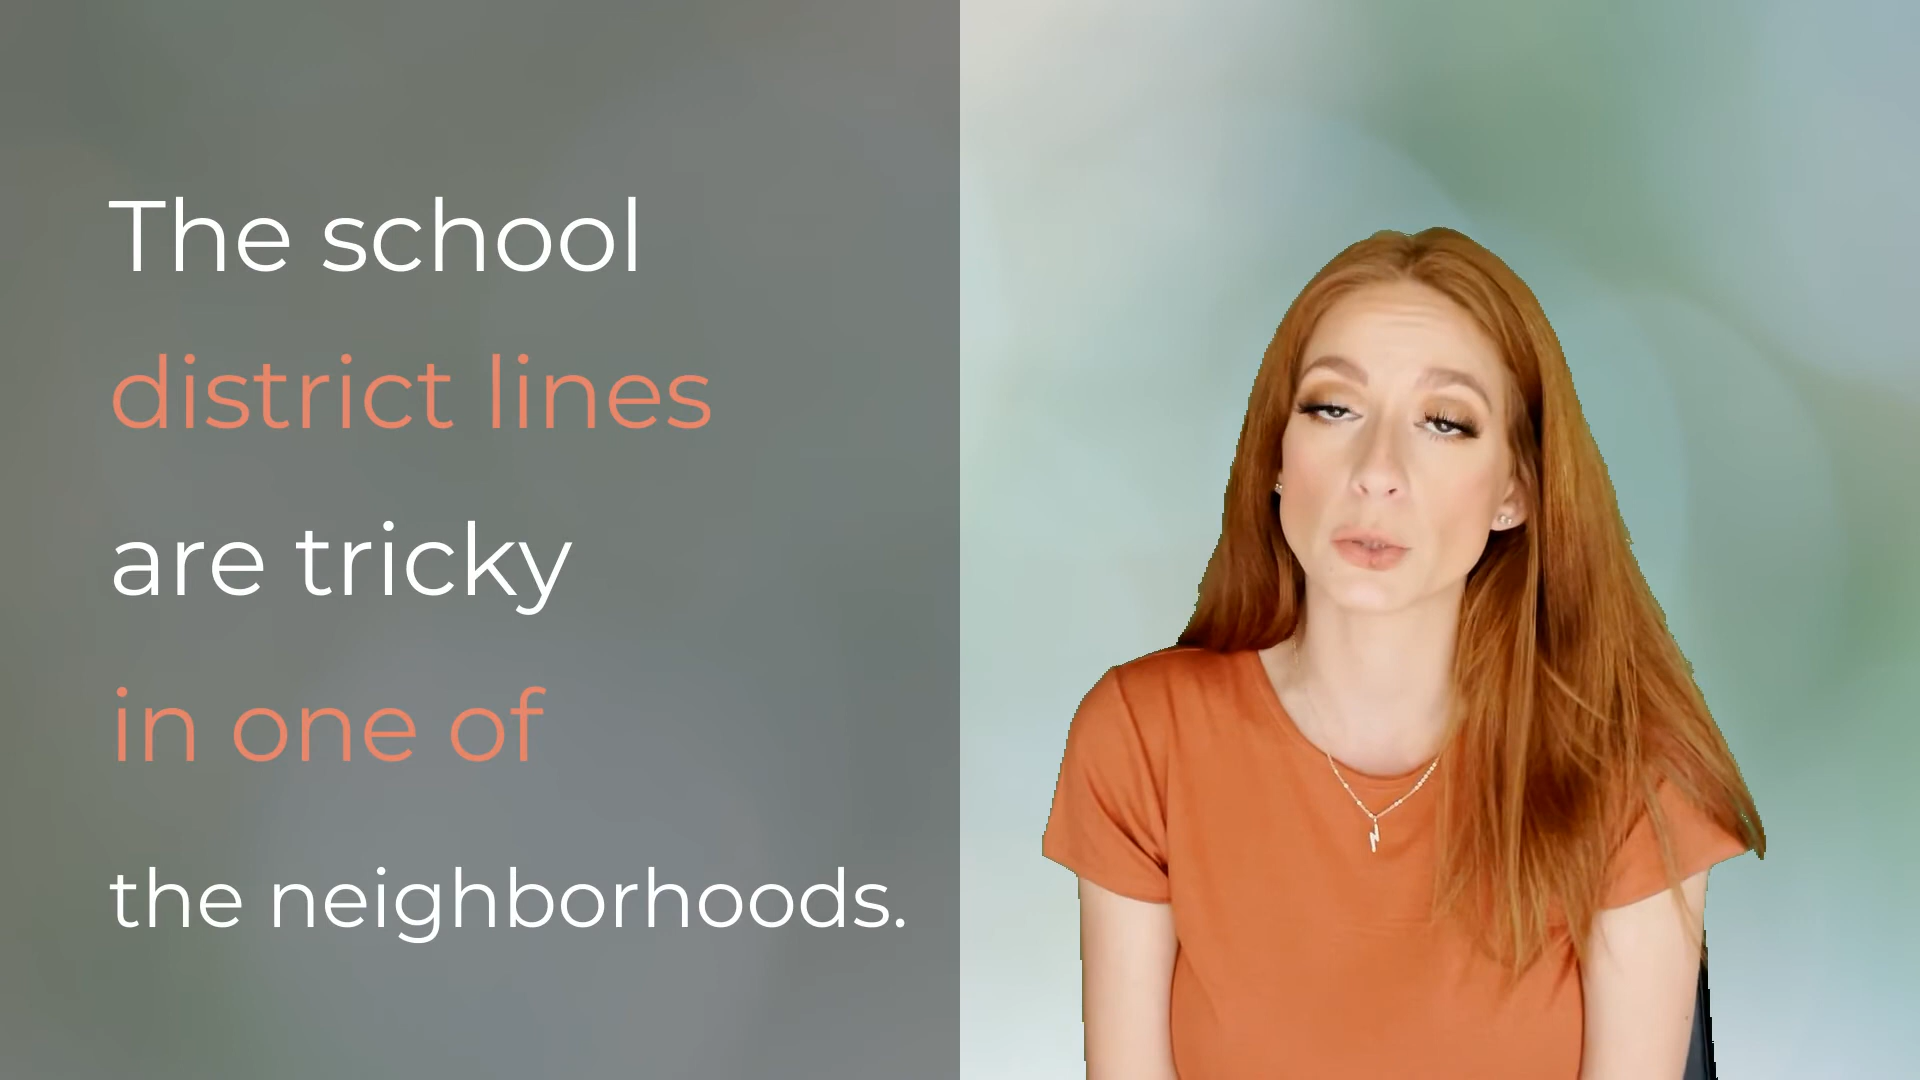 The school
district lines
are tricky
in one of
the neighborhoods.